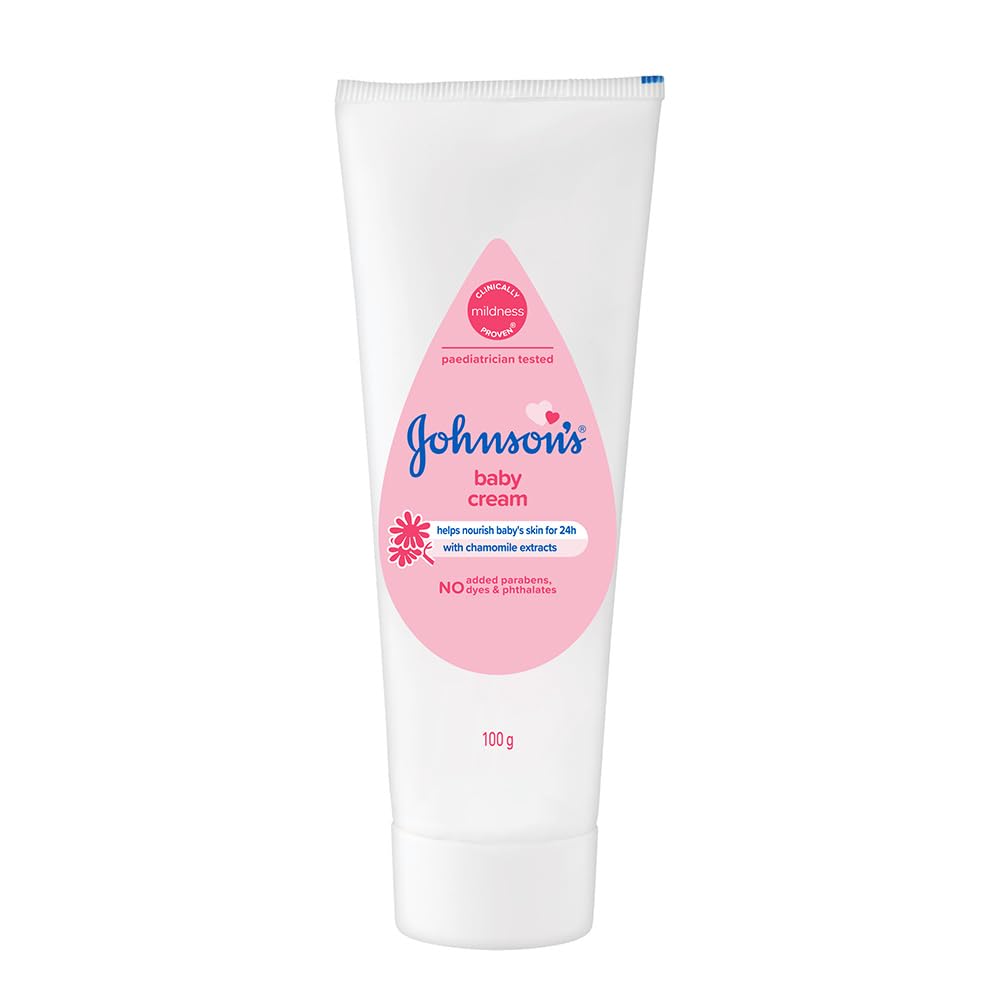 CLINICALLY
mildness
PROVEN®
paediatrician tested
Johnson's®
baby
cream
helps nourish baby's skin for 24h
with chamomile extracts
NO added parabens,
dyes & phthalates
100 g